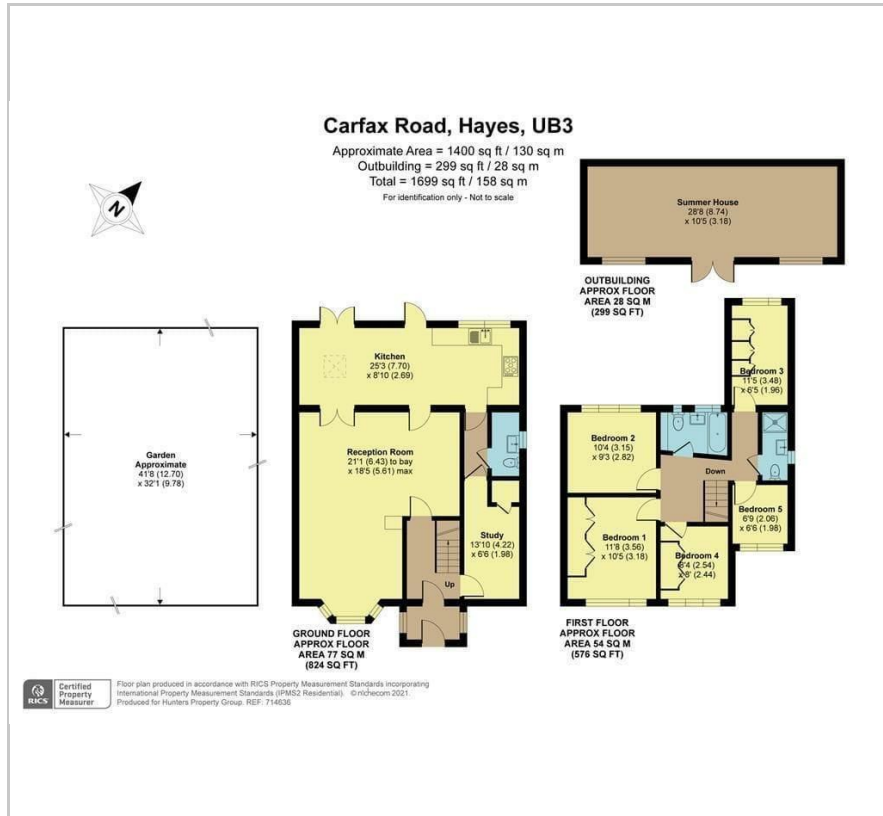 Carfax Road, Hayes, UB3
Approximate Area = 1400 sq ft / 130 sq m
Outbuilding = 299 sq ft / 28 sq m
Total = 1699 sq ft / 158 sq m
For identification only - Not to scale
N
Summer House
28'8 (8.74)
x 10'5 (3.18)
OUTBUILDING
APPROX FLOOR
AREA 28 SQ M
(299 SQ FT)
Garden
Approximate
41'8 (12.70)
x 32'1 (9.78)
Kitchen
25'3 (7.70)
x 8'10 (2.69)
Reception Room
21'1 (6.43) to bay
x 18'5 (5.61) max
Study
13'10 (4.22)
x 6'6 (1.98)
Up
GROUND FLOOR
APPROX FLOOR
AREA 77 SQ M
(824 SQ FT)
Bedroom 3
11'5 (3.48)
x 6'5 (1.96)
Bedroom 2
10'4 (3.15)
x 9'3 (2.82)
Down
Bedroom 5
6'9 (2.06)
x 6'6 (1.98)
Bedroom 1
11'8 (3.56)
x 10'5 (3.18)
Bedroom 4
8'4 (2.54)
x 8' (2.44)
FIRST FLOOR
APPROX FLOOR
AREA 54 SQ M
(576 SQ FT)
RICS
Certified
Property
Measurer
Floor plan produced in accordance with RICS Property Measurement Standards incorporating
International Property Measurement Standards (IPMS2 Residential). © nichecom 2021.
Produced for Hunters Property Group. REF: 714636